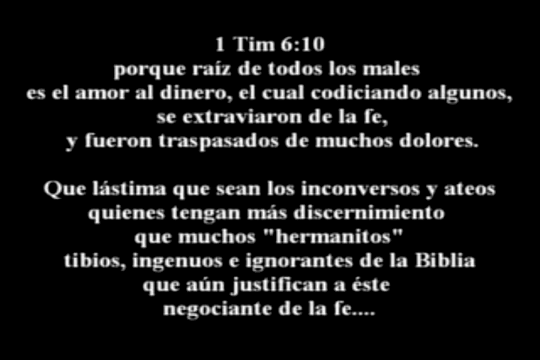 1 Tim 6:10
porque raíz de todos los males
es el amor al dinero, el cual codiciando algunos,
se extraviaron de la fe,
y fueron traspasados de muchos dolores.
Que lástima que sean los inconversos y ateos
quienes tengan más discernimiento
que muchos "hermanitos"
tibios, ingenuos e ignorantes de la Biblia
que aún justifican a éste
negociante de la fe....